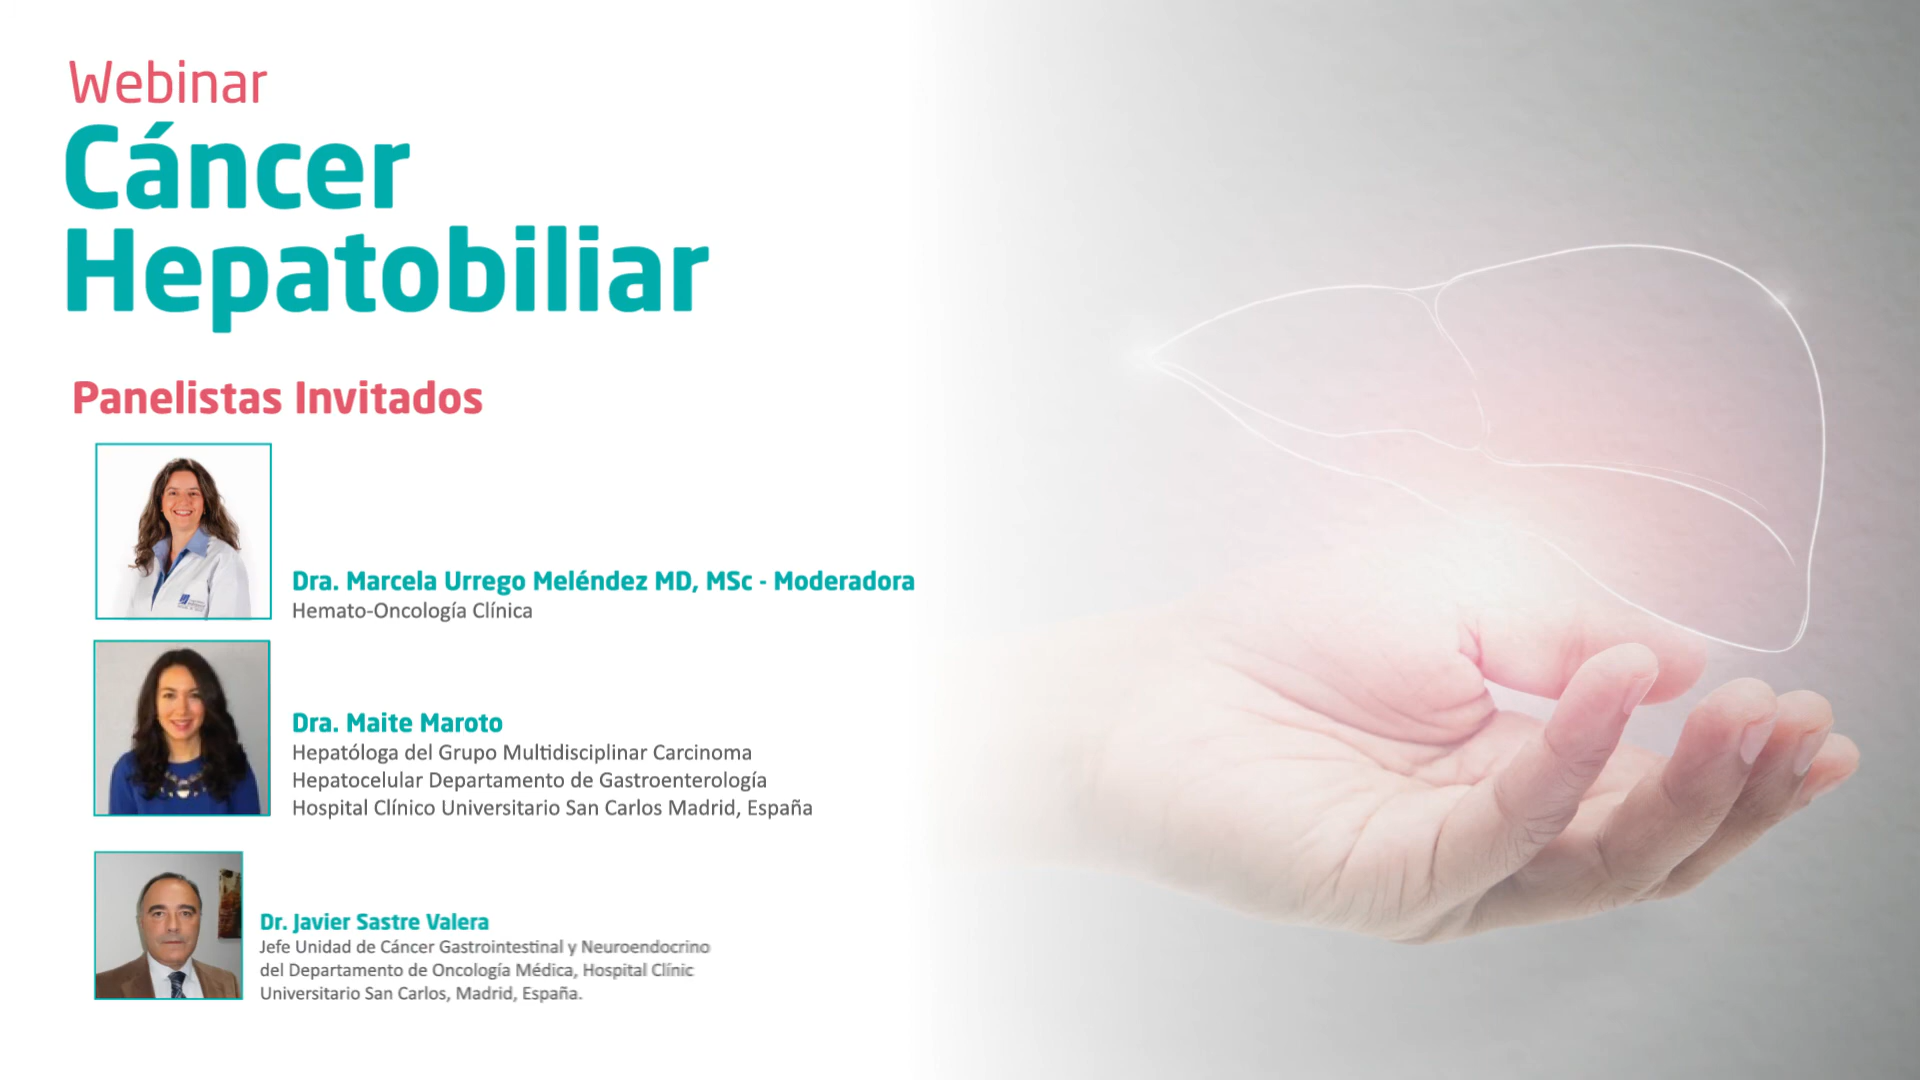 Webinar
Cáncer
Hepatobiliar
Panelistas Invitados
Dra. Marcela Urrego Meléndez MD, MSc - Moderadora
Hemato-Oncología Clínica
Dra. Maite Maroto
Hepatóloga del Grupo Multidisciplinar Carcinoma
Hepatocelular Departamento de Gastroenterología
Hospital Clínico Universitario San Carlos Madrid, España
Dr. Javier Sastre Valera
Jefe Unidad de Cáncer Gastrointestinal y Neuroendocrino
del Departamento de Oncología Médica, Hospital Clínic
Universitario San Carlos, Madrid, España.